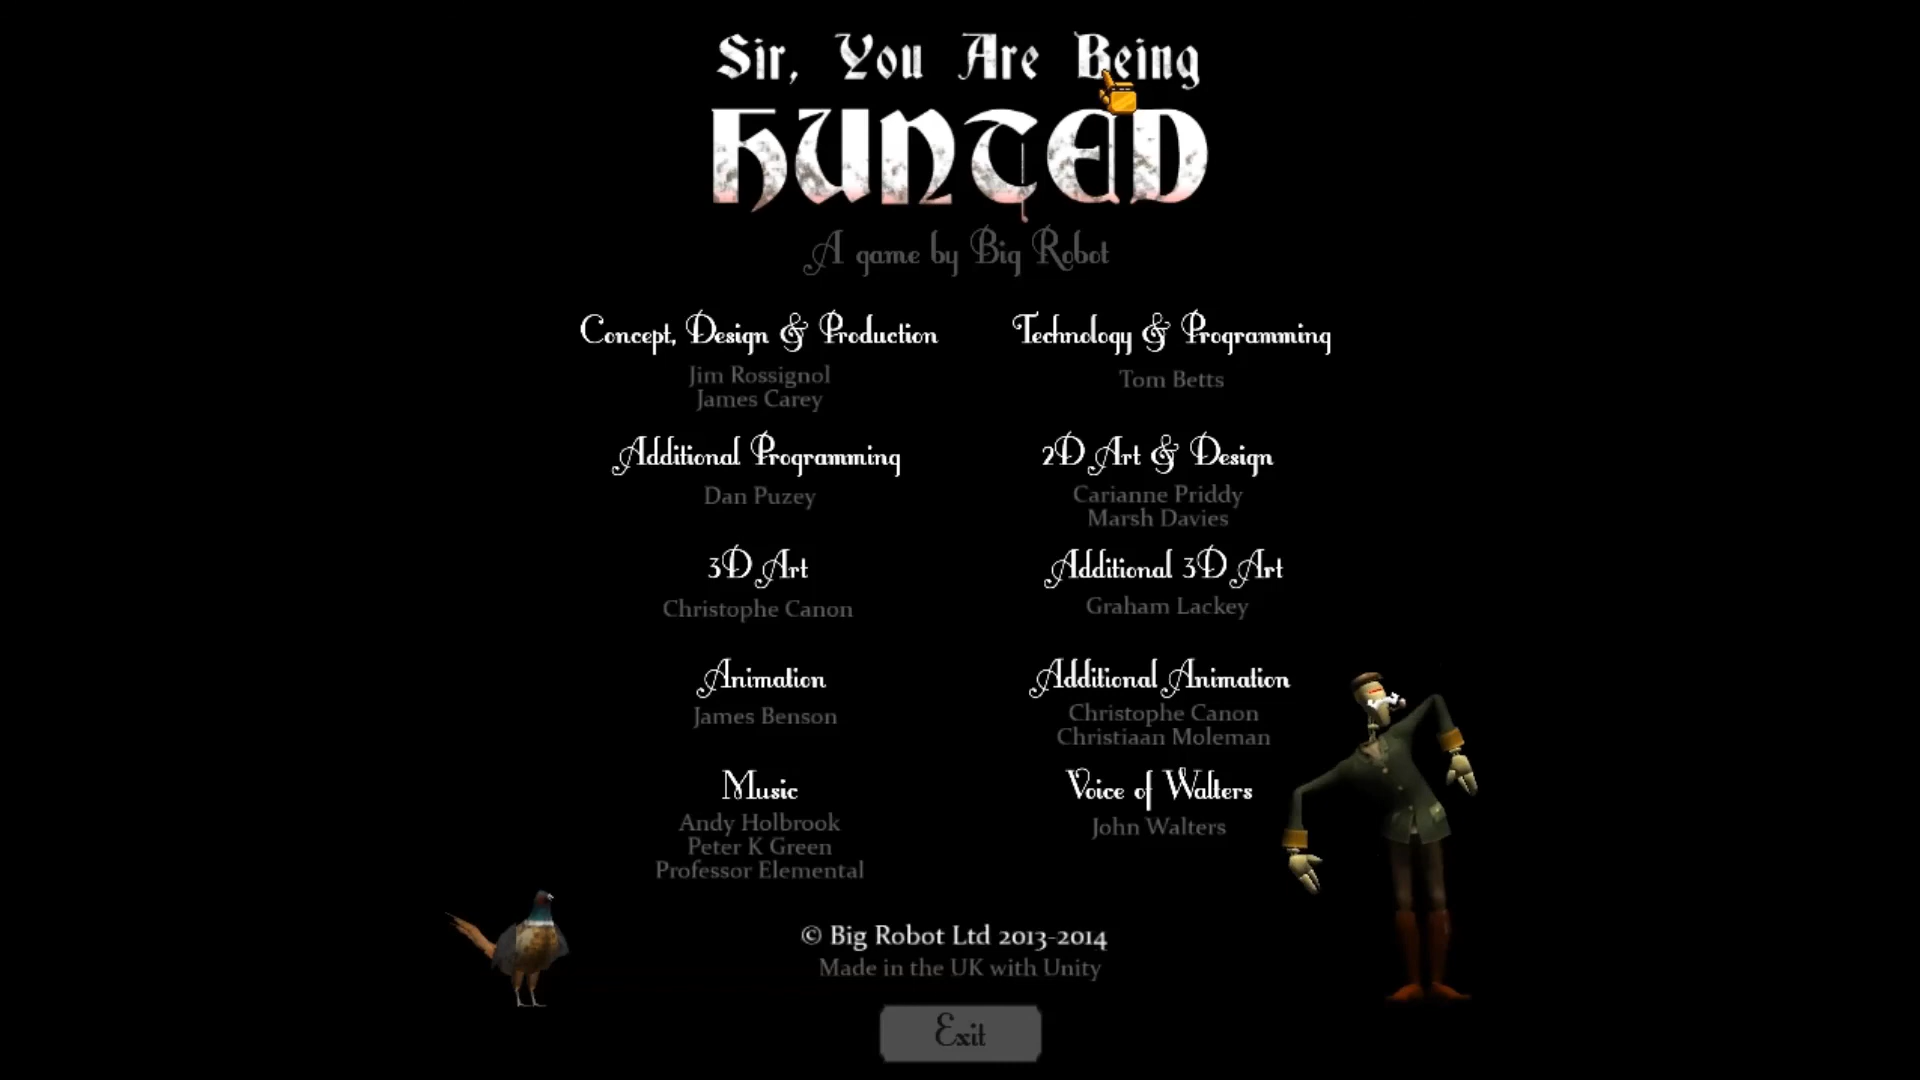 Sir, You Are Being
HUNTED
A game by Big Robot
Concept, Design & Production
Jim Rossignol
James Carey
Technology & Programming
Tom Betts
Additional Programming
Dan Puzey
2D Art & Design
Carianne Priddy
Marsh Davies
3D Art
Christophe Canon
Additional 3D Art
Graham Lackey
Animation
James Benson
Additional Animation
Christophe Canon
Christiaan Moleman
Music
Andy Holbrook
Peter K Green
Professor Elemental
Voice of Walters
John Walters
© Big Robot Ltd 2013-2014
Made in the UK with Unity
Exit